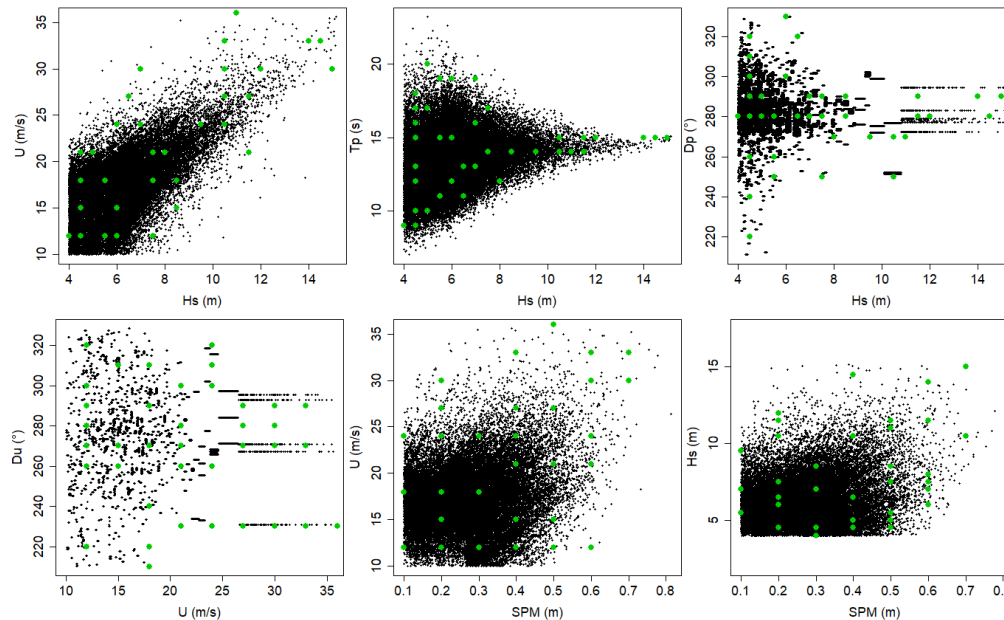 U (m/s)
10 15 20 25 30 35
4 6 8 10 12 14
Hs (m)
Tp (s)
10 15 20
4 6 8 10 12 14
Hs (m)
Dp (°)
220 240 260 280 300 320
4 6 8 10 12 14
Hs (m)
Du (°)
220 240 260 280 300 320
10 15 20 25 30 35
U (m/s)
U (m/s)
10 15 20 25 30 35
0.1 0.2 0.3 0.4 0.5 0.6 0.7 0.8
SPM (m)
Hs (m)
5 10 15
0.1 0.2 0.3 0.4 0.5 0.6 0.7
SPM (m)